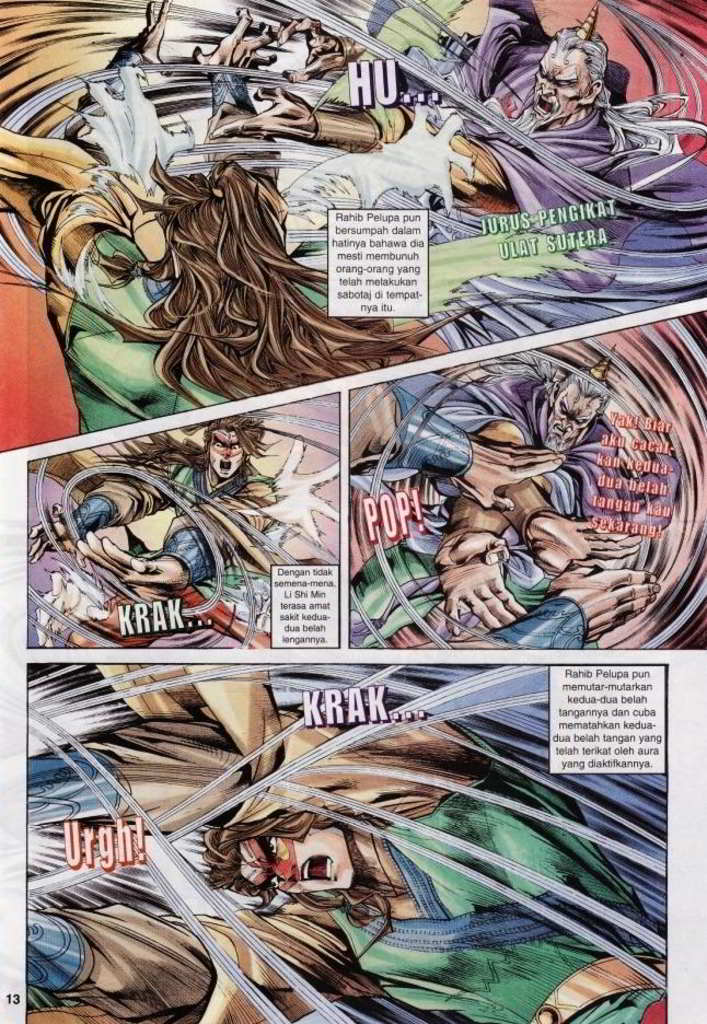 HU...
Rahib Pelupa pun
bersumpah dalam
hatinya bahawa dia
mesti membunuh
orang-orang yang
telah melakukan
sabotaj di tempat-
nya itu.
JURUS PENGIKAT
ULAT SUTERA
KRAK...
Dengan tidak
semena-mena,
Li Shi Min
terasa amat
sakit kedua-
dua belah
lengannya.
POP!
Yak! Biar
aku cacat-
kan kedua-
dua belah
tangan kau
sekarang!
KRAK...
Rahib Pelupa pun
memutar-mutarkan
kedua-dua belah
tangannya dan cuba
mematahkan kedua-
dua belah tangan yang
telah terikat oleh aura
yang diaktifkannya.
Urgh!
13